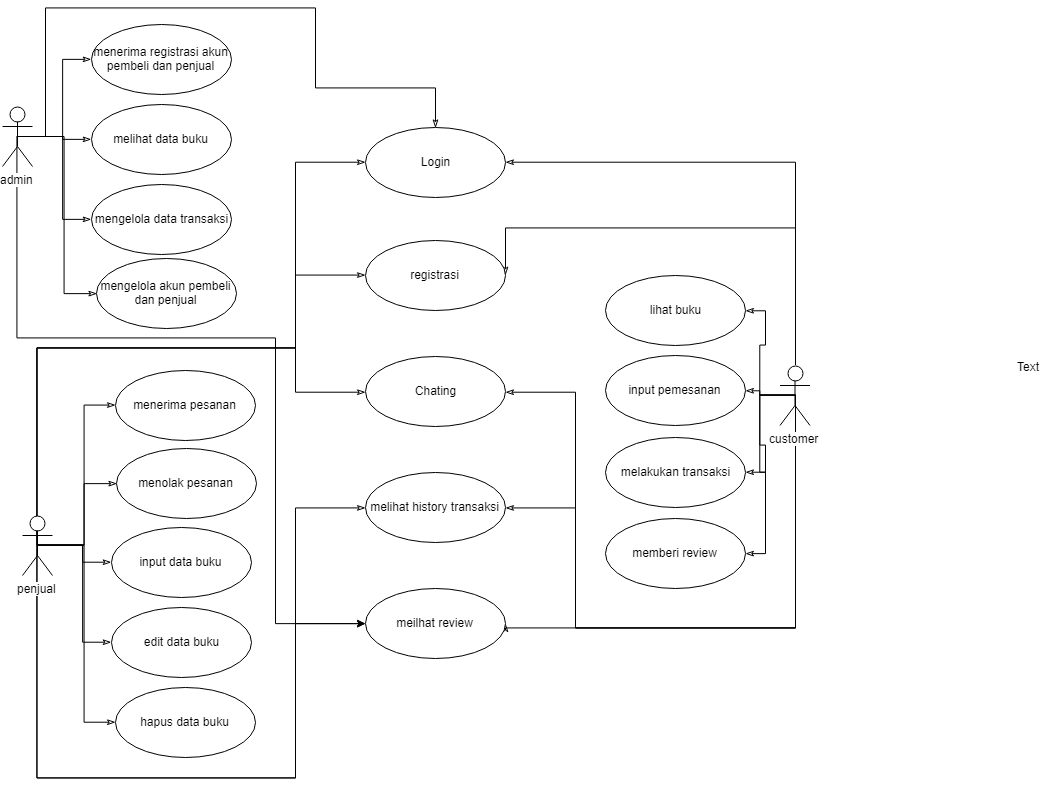 menerima registrasi akun
pembeli dan penjual
melihat data buku
admin
Login
mengelola data transaksi
registrasi
mengelola akun pembeli
dan penjual
lihat buku
Text
input pemesanan
Chating
menerima pesanan
customer
melakukan transaksi
menolak pesanan
melihat history transaksi
memberi review
input data buku
penjual
meilhat review
edit data buku
hapus data buku